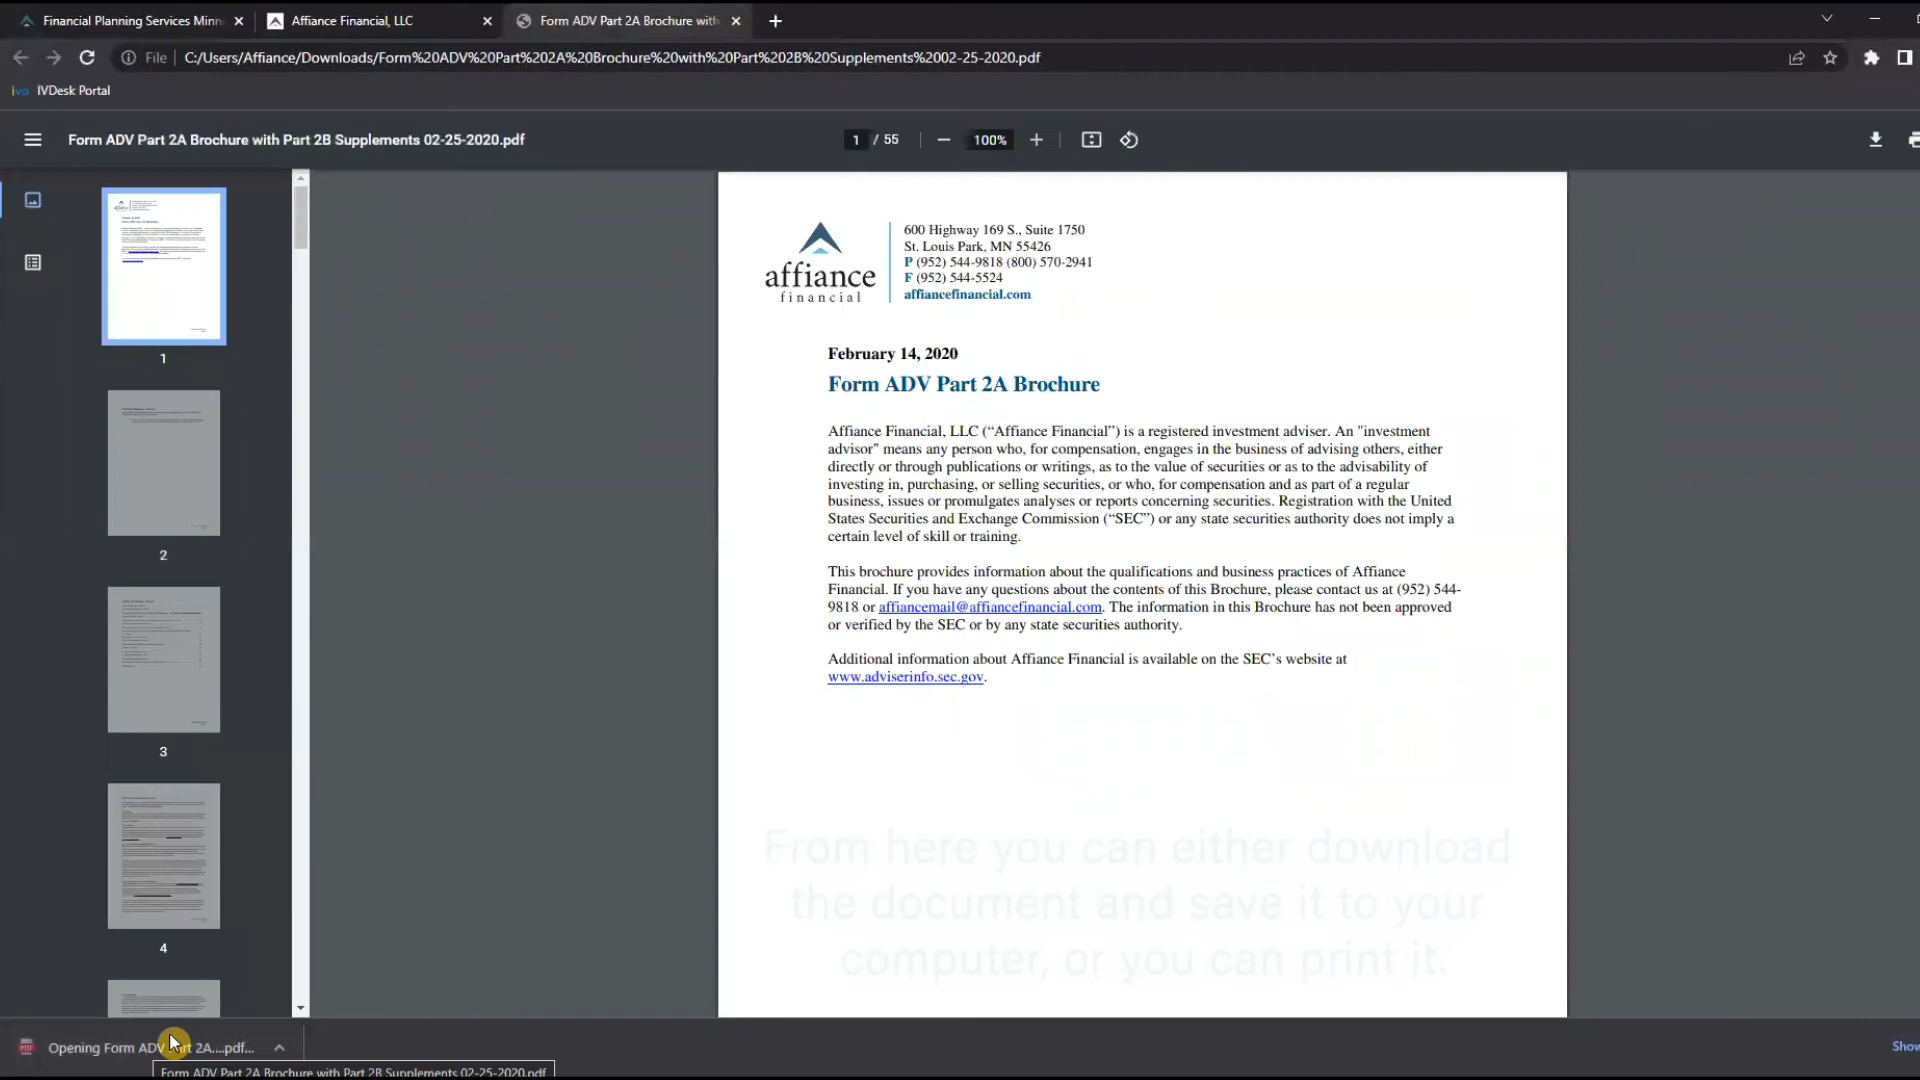 Financial Planning Services Minn
Affiance Financial, LLC
Form ADV Part 2A Brochure with
File
C:/Users/Affiance/Downloads/Form%20ADV%20Part%202A%20Brochure%20with%20Part%202B%20Supplements%2002-25-2020.pdf
ivo IVDesk Portal
Form ADV Part 2A Brochure with Part 2B Supplements 02-25-2020.pdf
1 / 55
100%
1
2
3
4
affiance
financial
600 Highway 169 S., Suite 1750
St. Louis Park, MN 55426
P (952) 544-9818 (800) 570-2941
F (952) 544-5524
affiancefinancial.com
February 14, 2020
Form ADV Part 2A Brochure
Affiance Financial, LLC (“Affiance Financial”) is a registered investment adviser. An "investment
advisor" means any person who, for compensation, engages in the business of advising others, either
directly or through publications or writings, as to the value of securities or as to the advisability of
investing in, purchasing, or selling securities, or who, for compensation and as part of a regular
business, issues or promulgates analyses or reports concerning securities. Registration with the United
States Securities and Exchange Commission (“SEC”) or any state securities authority does not imply a
certain level of skill or training.
This brochure provides information about the qualifications and business practices of Affiance
Financial. If you have any questions about the contents of this Brochure, please contact us at (952) 544-
9818 or affiancemail@affiancefinancial.com. The information in this Brochure has not been approved
or verified by the SEC or by any state securities authority.
Additional information about Affiance Financial is available on the SEC’s website at
www.adviserinfo.sec.gov.
From here you can either download
the document and save it to your
computer, or you can print it.
Opening Form ADV Part 2A....pdf...
Show
Form ADV Part 2A Brochure with Part 2B Supplements 02-25-2020.pdf